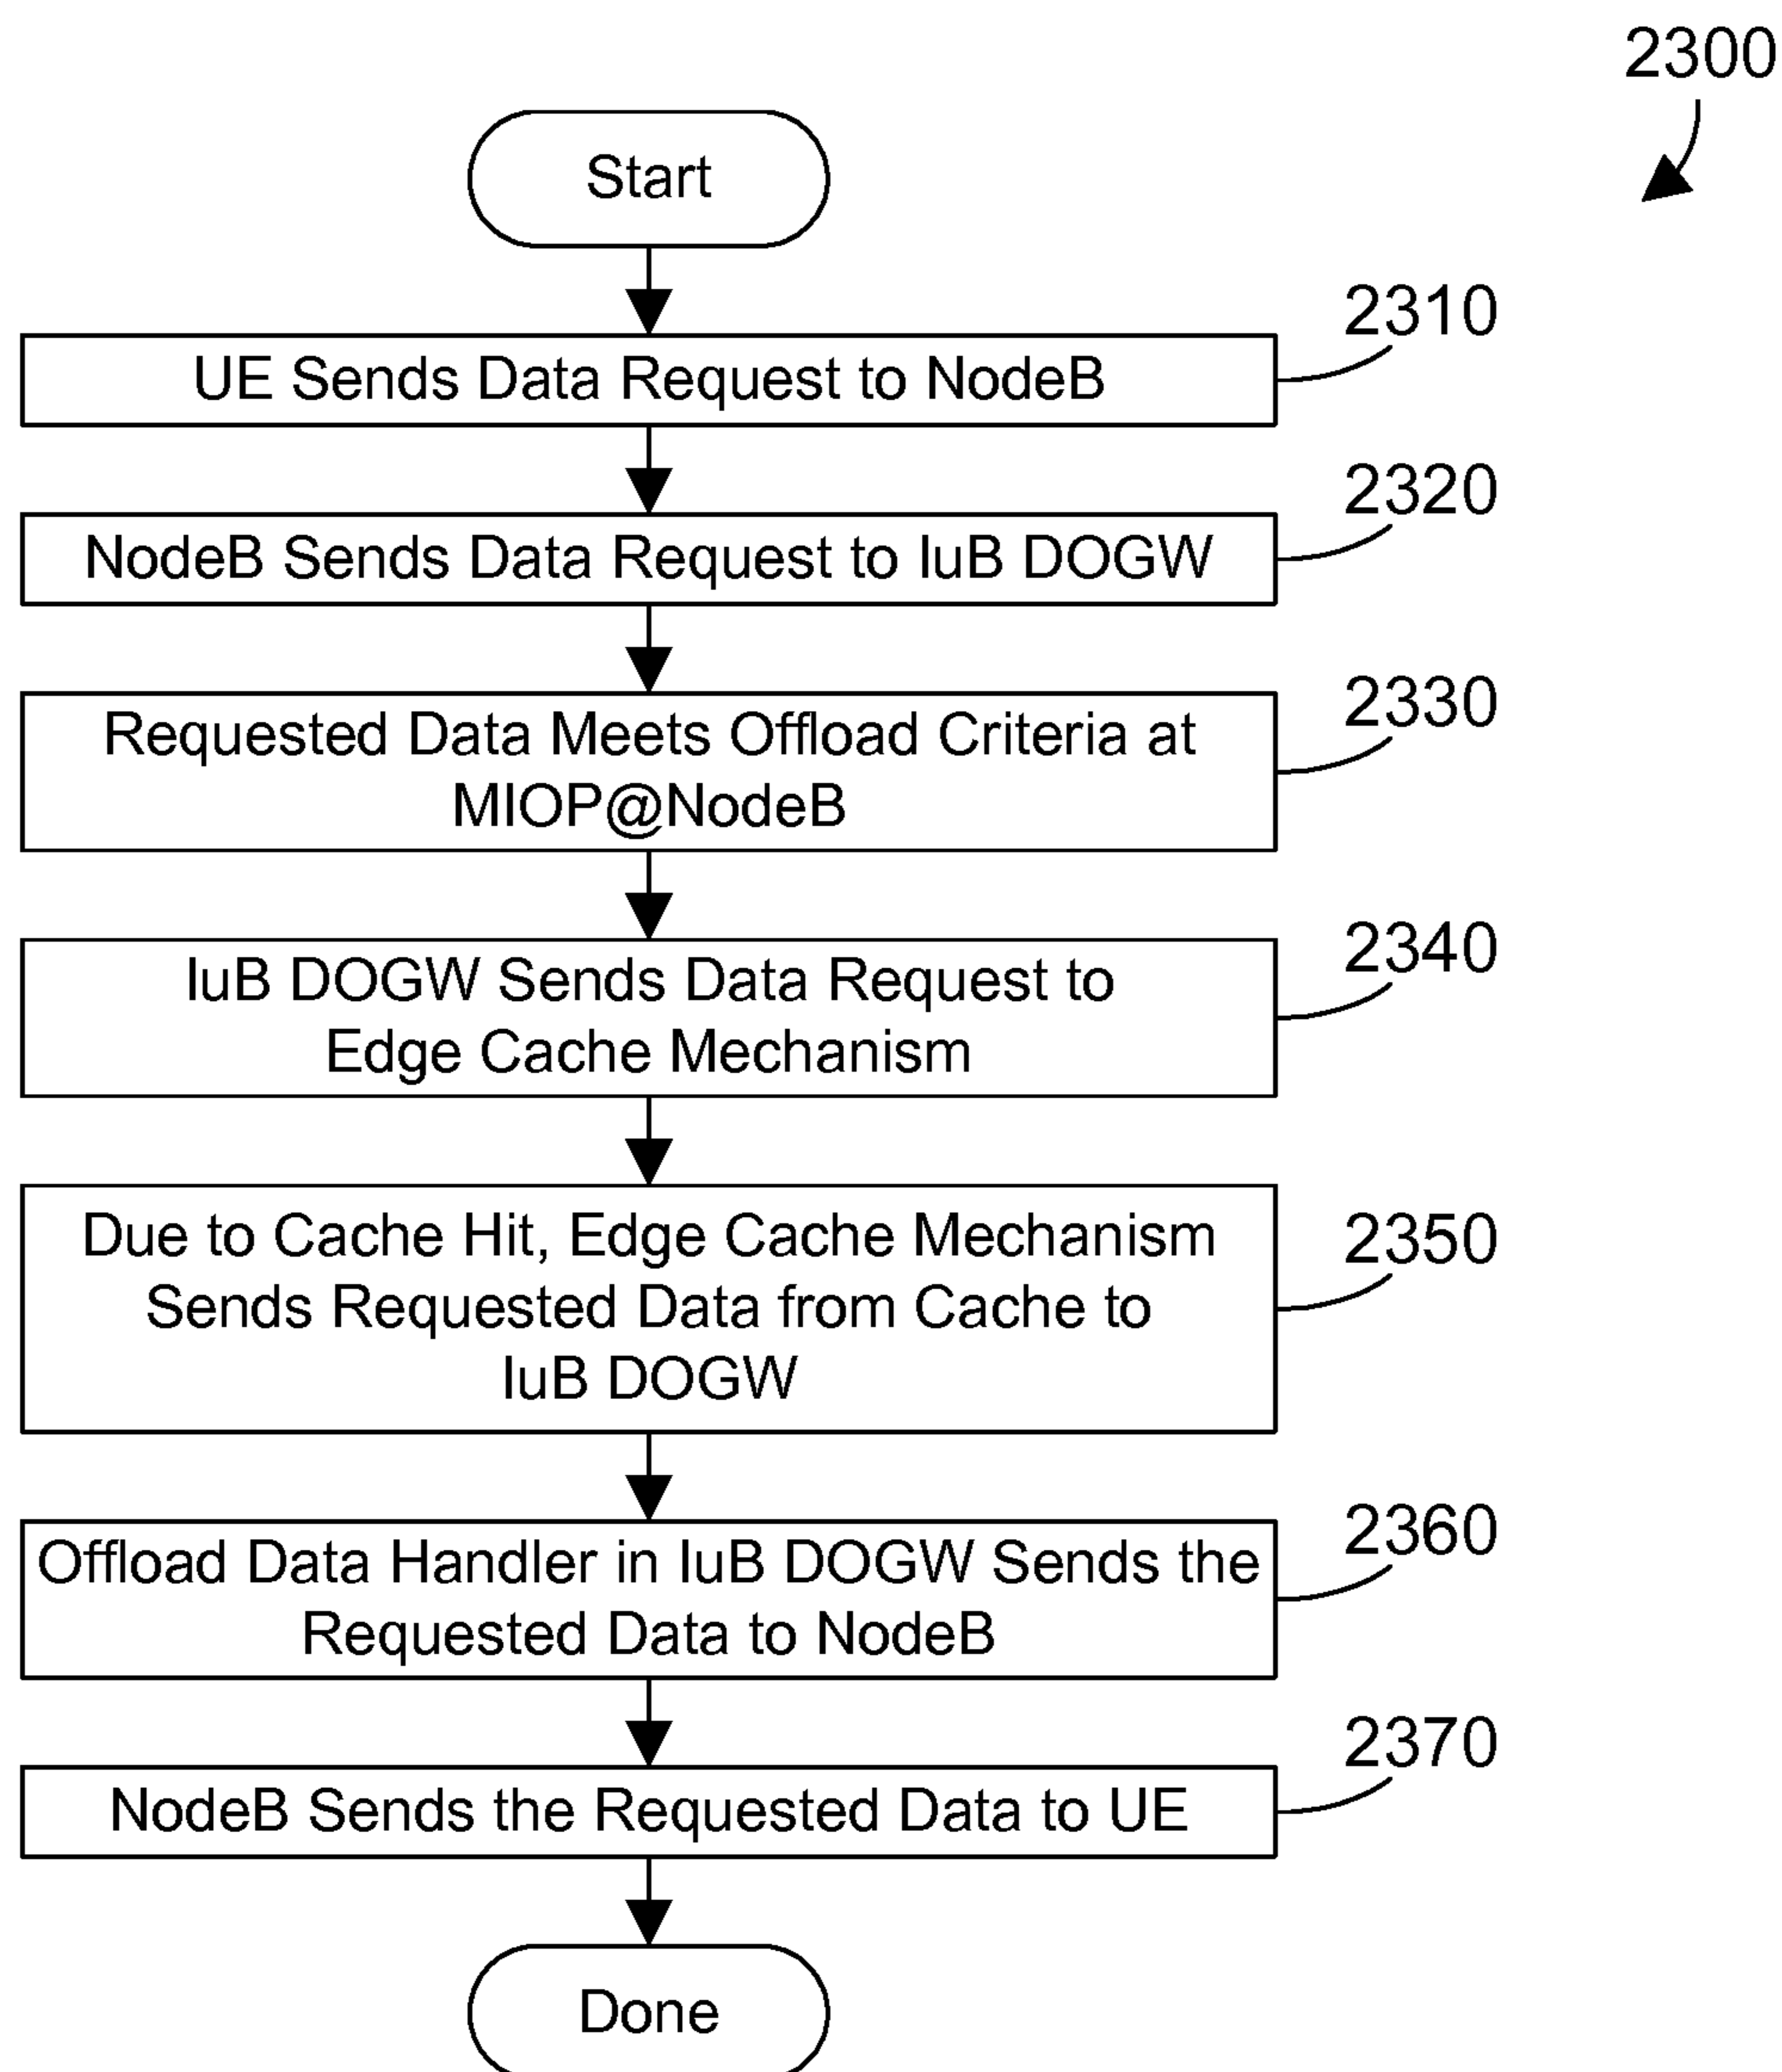 2300
Start
2310
UE Sends Data Request to NodeB
2320
NodeB Sends Data Request to IuB DOGW
2330
Requested Data Meets Offload Criteria at
MIOP@NodeB
2340
IuB DOGW Sends Data Request to
Edge Cache Mechanism
2350
Due to Cache Hit, Edge Cache Mechanism
Sends Requested Data from Cache to
IuB DOGW
2360
Offload Data Handler in IuB DOGW Sends the
Requested Data to NodeB
2370
NodeB Sends the Requested Data to UE
Done